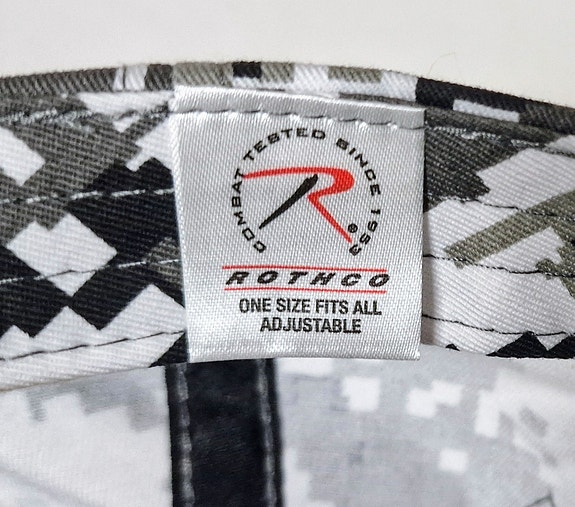 COMBAT TESTED SINCE 1953
R®
ROTHCO
ONE SIZE FITS ALL
ADJUSTABLE